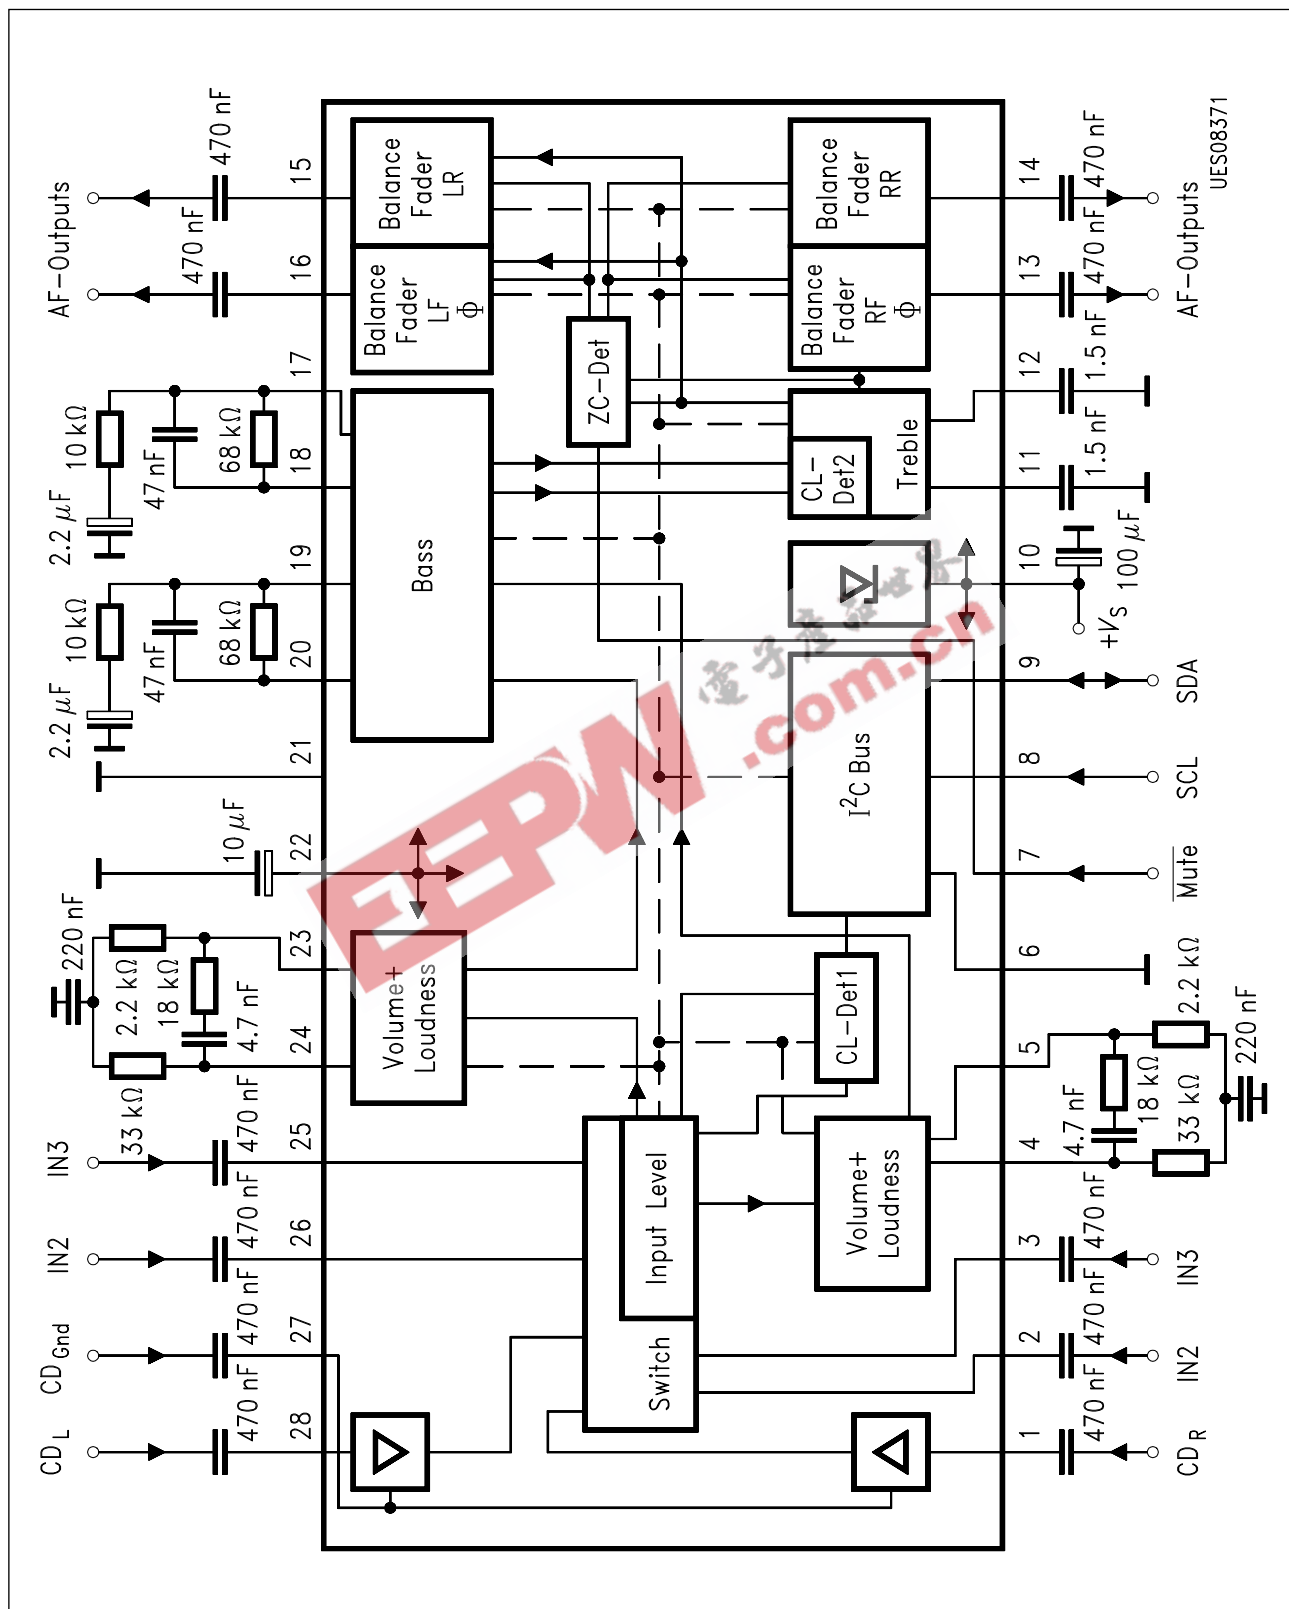 AF-Outputs
470 nF
15
470 nF
16
17
10 kΩ
2.2 μF
47 nF
68 kΩ
18
19
10 kΩ
2.2 μF
47 nF
68 kΩ
20
21
10 μF
22
220 nF
2.2 kΩ
18 kΩ
4.7 nF
33 kΩ
23
24
IN3
470 nF
25
IN2
470 nF
26
CD Gnd
470 nF
27
CD L
470 nF
28
Balance
Fader
LR
Balance
Fader
LF
Φ
Bass
Volume+
Loudness
ZC-Det
Balance
Fader
RR
Balance
Fader
RF
Φ
CL-
Det2
Treble
I²C Bus
CL-Det1
Input Level
Switch
Volume+
Loudness
14
470 nF
13
470 nF
AF-Outputs
12
1.5 nF
11
1.5 nF
10
100 μF
+VS
9
SDA
8
SCL
7
Mute
6
5
2.2 kΩ
220 nF
18 kΩ
4.7 nF
33 kΩ
4
3
470 nF
IN3
2
470 nF
IN2
1
470 nF
CD R
UES08371
EEPW
電子產品世界
.com.cn